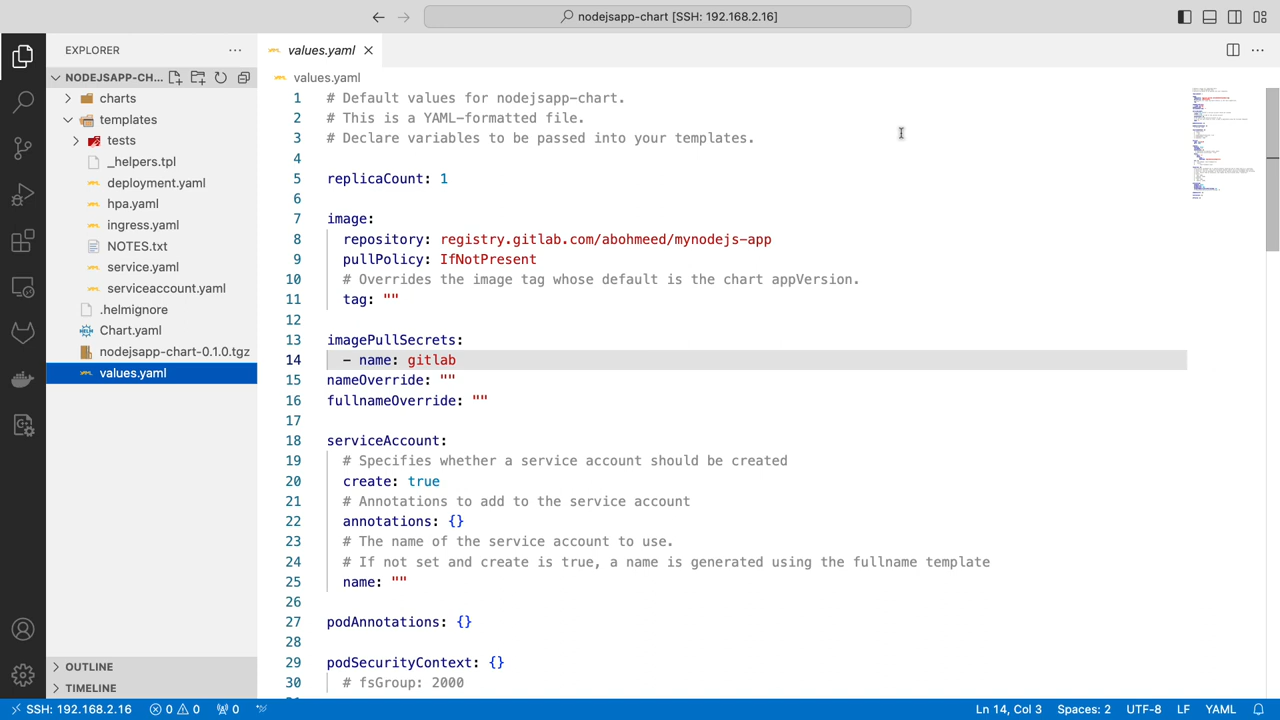 nodejsapp-chart [SSH: 192.168.2.16]
EXPLORER
values.yaml
NODEJSAPP-CH...
values.yaml
charts
templates
tests
_helpers.tpl
deployment.yaml
hpa.yaml
ingress.yaml
NOTES.txt
service.yaml
serviceaccount.yaml
.helmignore
HELM
Chart.yaml
nodejsapp-chart-0.1.0.tgz
values.yaml
OUTLINE
TIMELINE
1 # Default values for nodejsapp-chart.
2 # This is a YAML-formatted file.
3 # Declare variables to be passed into your templates.
4
5 replicaCount: 1
6
7 image:
8 repository: registry.gitlab.com/abohmeed/mynodejs-app
9 pullPolicy: IfNotPresent
10 # Overrides the image tag whose default is the chart appVersion.
11 tag: ""
12
13 imagePullSecrets:
14 - name: gitlab
15 nameOverride: ""
16 fullnameOverride: ""
17
18 serviceAccount:
19 # Specifies whether a service account should be created
20 create: true
21 # Annotations to add to the service account
22 annotations: {}
23 # The name of the service account to use.
24 # If not set and create is true, a name is generated using the fullname template
25 name: ""
26
27 podAnnotations: {}
28
29 podSecurityContext: {}
30 # fsGroup: 2000
SSH: 192.168.2.16 0 0 0 Ln 14, Col 3 Spaces: 2 UTF-8 LF YAML